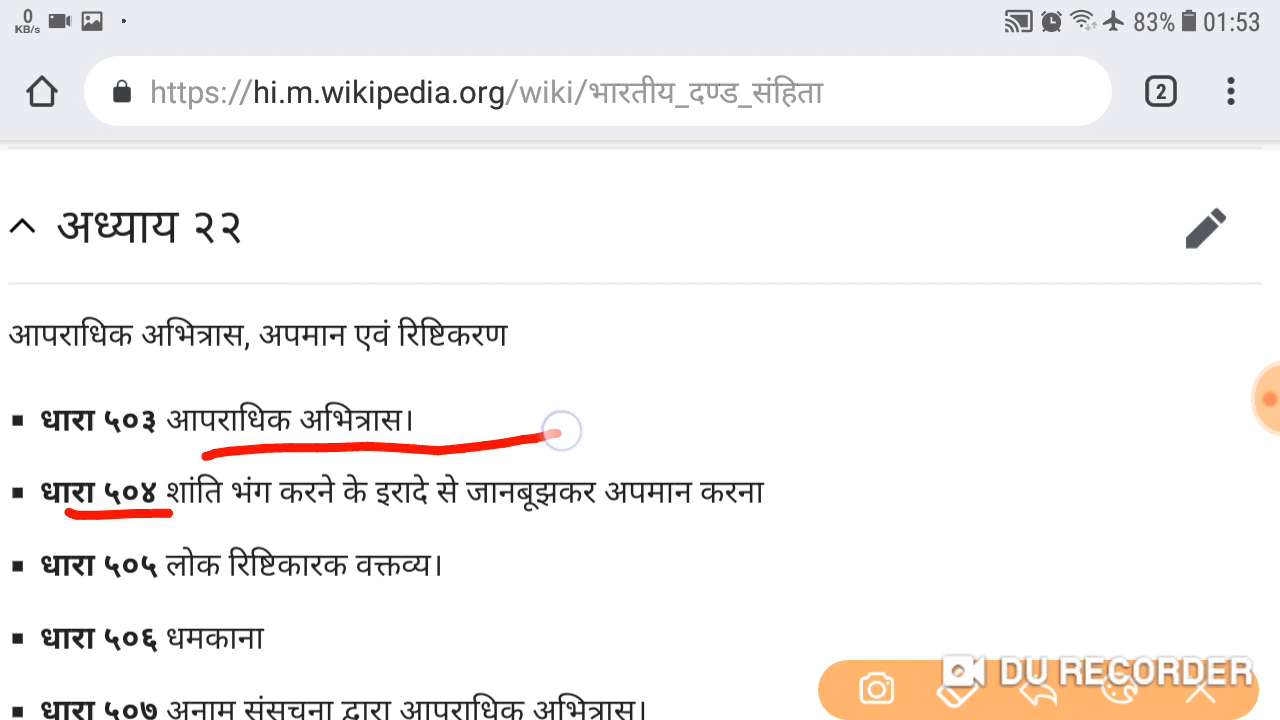 0
KB/s
83% 01:53
https://hi.m.wikipedia.org/wiki/भारतीय_दण्ड_संहिता
2
अध्याय २२
आपराधिक अभित्रास, अपमान एवं रिष्टिकरण
धारा ५०३ आपराधिक अभित्रास।
धारा ५०४ शांति भंग करने के इरादे से जानबूझकर अपमान करना
धारा ५०५ लोक रिष्टिकारक वक्तव्य।
धारा ५०६ धमकाना
DU RECORDER
धारा ५०७ अनाम संसूचना द्वारा आपराधिक अभित्रास।